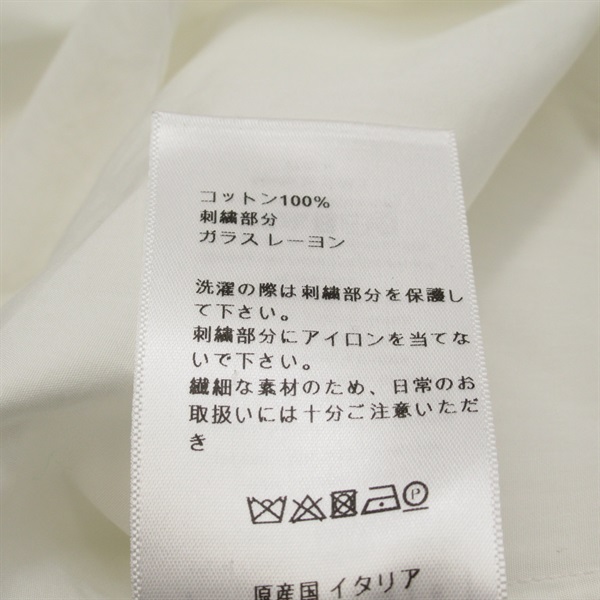 コットン100%
刺繍部分
ガラス レーヨン
洗濯の際は刺繍部分を保護し
て下さい。
刺繍部分にアイロンを当てな
いで下さい。
繊細な素材のため、日常のお
取扱いには十分ご注意いただ
き
P
原産国 イタリア